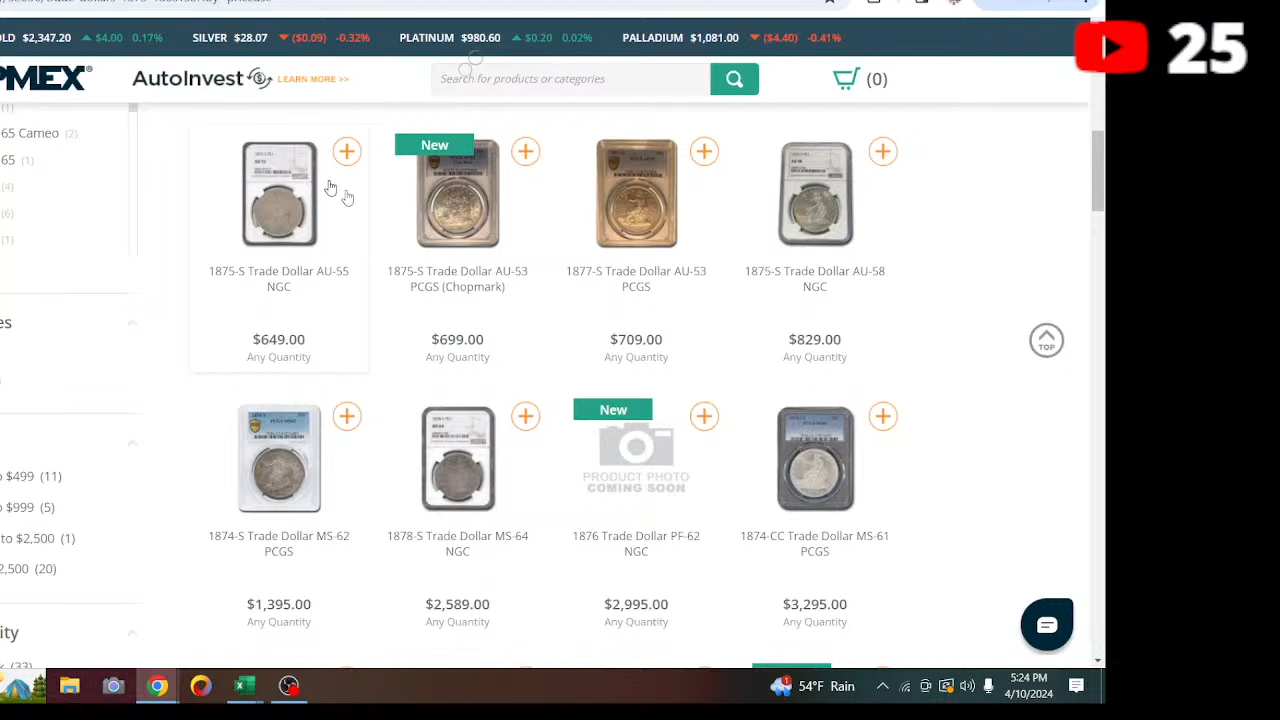 OLD $2,347.20 ▲ $4.00 0.17% SILVER $28.07 ▼ ($0.09) -0.32% PLATINUM $980.60 ▲ $0.20 0.02% PALLADIUM $1,081.00 ▼ ($4.40) -0.41%
25
PMEX® AutoInvest LEARN MORE >> Search for products or categories (0)
(1)
65 Cameo (2)
65 (1)
(4)
(6)
(1)
New
1875-S Trade Dollar AU-55
NGC
$649.00
Any Quantity
1875-S Trade Dollar AU-53
PCGS (Chopmark)
$699.00
Any Quantity
1877-S Trade Dollar AU-53
PCGS
$709.00
Any Quantity
1875-S Trade Dollar AU-58
NGC
$829.00
Any Quantity
TOP
es
o $499 (11)
o $999 (5)
to $2,500 (1)
2,500 (20)
ity
(33)
New
PRODUCT PHOTO
COMING SOON
1874-S Trade Dollar MS-62
PCGS
$1,395.00
Any Quantity
1878-S Trade Dollar MS-64
NGC
$2,589.00
Any Quantity
1876 Trade Dollar PF-62
NGC
$2,995.00
Any Quantity
1874-CC Trade Dollar MS-61
PCGS
$3,295.00
Any Quantity
1 54°F Rain
5:24 PM
4/10/2024